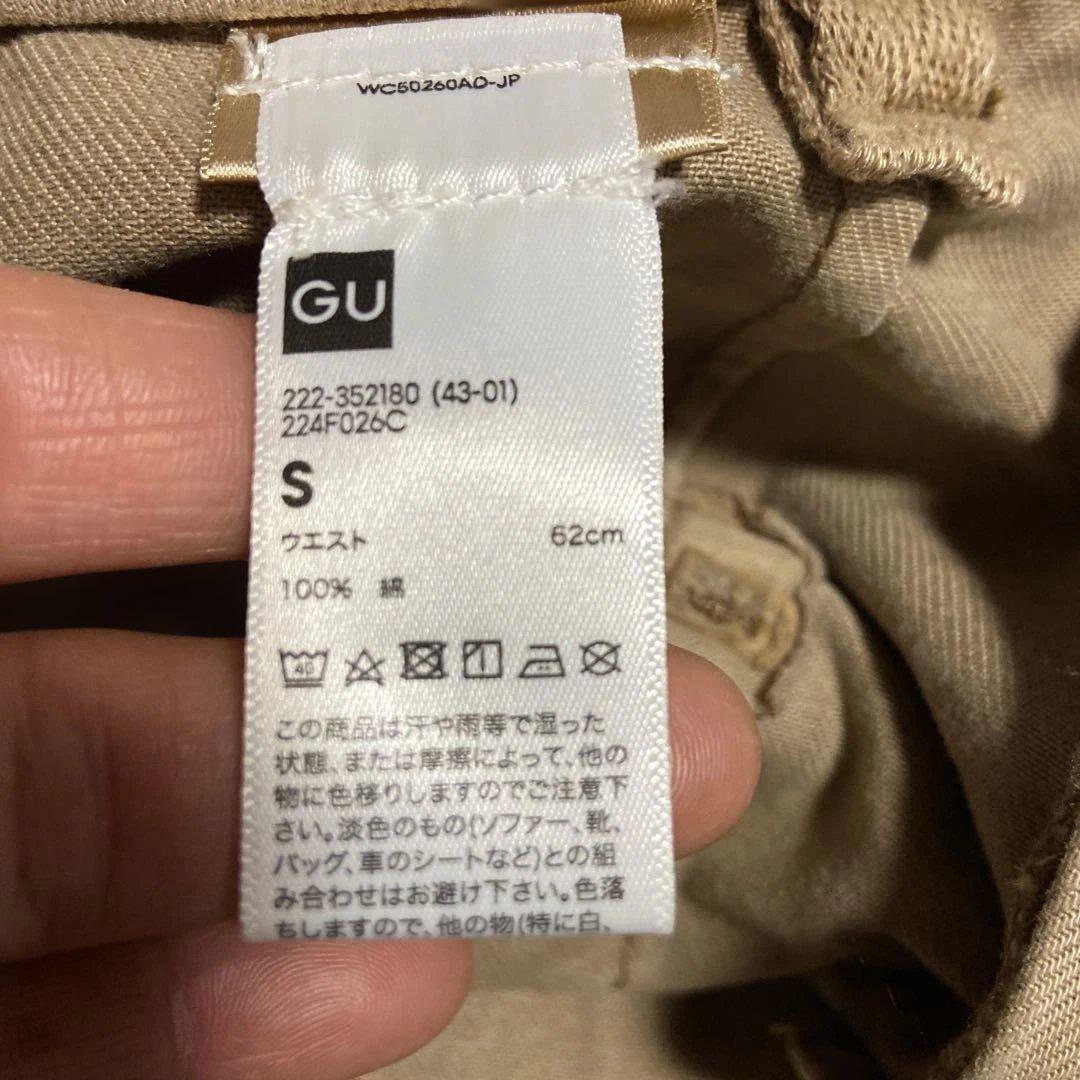 WC50260AD-JP
GU
222-352180 (43-01)
224F026C
S
ウエスト 62cm
100% 綿
40
この商品は汗や雨等で湿った
状態、または摩擦によって、他の
物に色移りしますのでご注意下
さい。淡色のもの(ソファー、靴、
バッグ、車のシートなど)との組
み合わせはお避け下さい。色落
ちしますので、他の物(特に白、